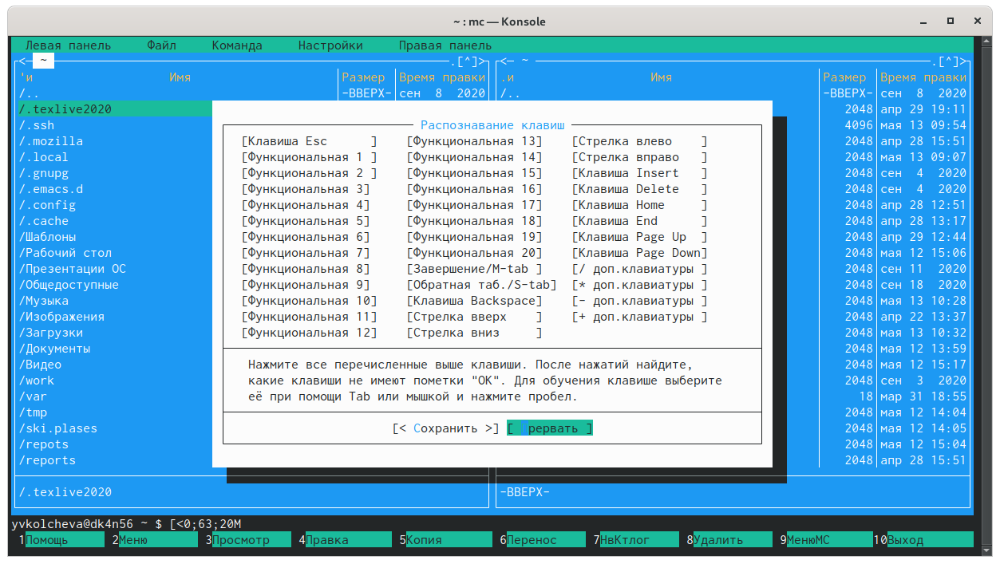 ~ : mc — Konsole
Левая панель Файл Команда Настройки Правая панель
<— ~ .[^]> <— ~ .[^]>
'и Имя Размер Время правки .и Имя Размер Время правки
/.. -ВВЕРХ- сен 8 2020 /.. -ВВЕРХ- сен 8 2020
/.texlive2020 2048 апр 29 19:11
Распознавание клавиш
/.ssh 4096 мая 13 09:54
/.mozilla [Клавиша Esc ] [Функциональная 13] [Стрелка влево ] 2048 апр 28 15:51
/.local [Функциональная 1 ] [Функциональная 14] [Стрелка вправо ] 2048 мая 13 09:07
/.gnupg [Функциональная 2 ] [Функциональная 15] [Клавиша Insert ] 2048 сен 4 2020
/.emacs.d [Функциональная 3] [Функциональная 16] [Клавиша Delete ] 2048 сен 4 2020
/.config [Функциональная 4] [Функциональная 17] [Клавиша Home ] 2048 апр 28 12:51
/.cache [Функциональная 5] [Функциональная 18] [Клавиша End ] 2048 апр 28 13:17
/Шаблоны [Функциональная 6] [Функциональная 19] [Клавиша Page Up ] 2048 апр 29 12:44
/Рабочий стол [Функциональная 7] [Функциональная 20] [Клавиша Page Down] 2048 мая 12 15:06
/Презентации ОС [Функциональная 8] [Завершение/M-tab ] [/ доп.клавиатуры ] 2048 сен 11 2020
/Общедоступные [Функциональная 9] [Обратная таб./S-tab] [* доп.клавиатуры ] 2048 сен 18 2020
/Музыка [Функциональная 10] [Клавиша Backspace] [- доп.клавиатуры ] 2048 мая 13 10:28
/Изображения [Функциональная 11] [Стрелка вверх ] [+ доп.клавиатуры ] 2048 апр 22 13:37
/Загрузки [Функциональная 12] [Стрелка вниз ] 2048 мая 13 10:32
/Документы 2048 мая 12 13:59
/Видео Нажмите все перечисленные выше клавиши. После нажатий найдите, 2048 мая 12 15:17
/work какие клавиши не имеют пометки "OK". Для обучения клавише выберите 2048 сен 3 2020
/var её при помощи Tab или мышкой и нажмите пробел. 18 мар 31 18:55
/tmp 2048 мая 12 14:04
/ski.plases [< Сохранить >] [ Прервать ] 2048 мая 12 14:05
/repots 2048 мая 12 15:04
/reports 2048 апр 28 15:51
/.texlive2020 -ВВЕРХ-
yvkolcheva@dk4n56 ~ $ [<0;63;20M
1Помощь 2Меню 3Просмотр 4Правка 5Копия 6Перенос 7НвКтлог 8Удалить 9МенюМС 10Выход